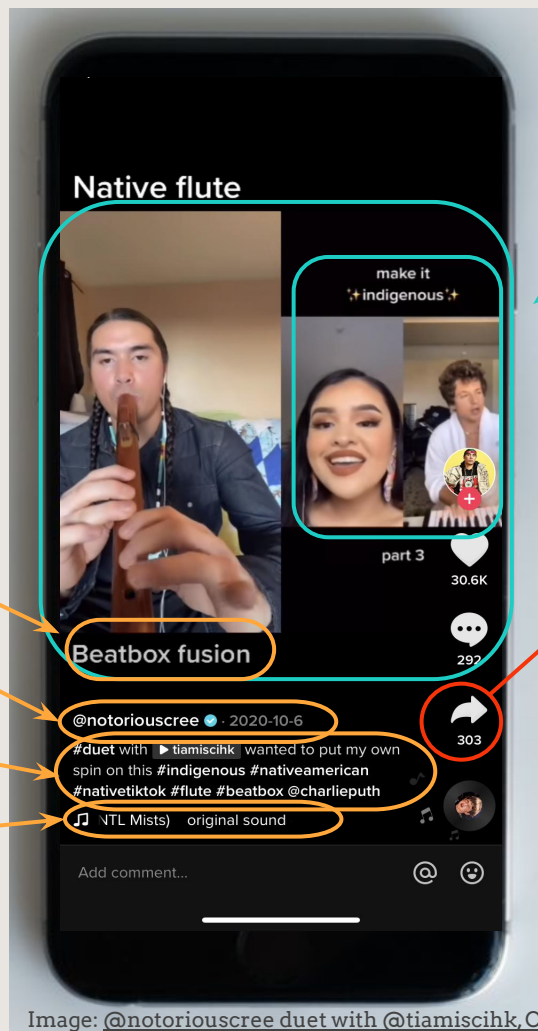 Native flute
make it
✨indigenous✨
part 3
30.6K
292
Beatbox fusion
303
@notoriouscree · 2020-10-6
#duet with ▶ tiamiscihk wanted to put my own
spin on this #indigenous #nativeamerican
#nativetiktok #flute #beatbox @charlieputh
NTL Mists) original sound
Add comment...
Image: @notoriouscree duet with @tiamiscihk,